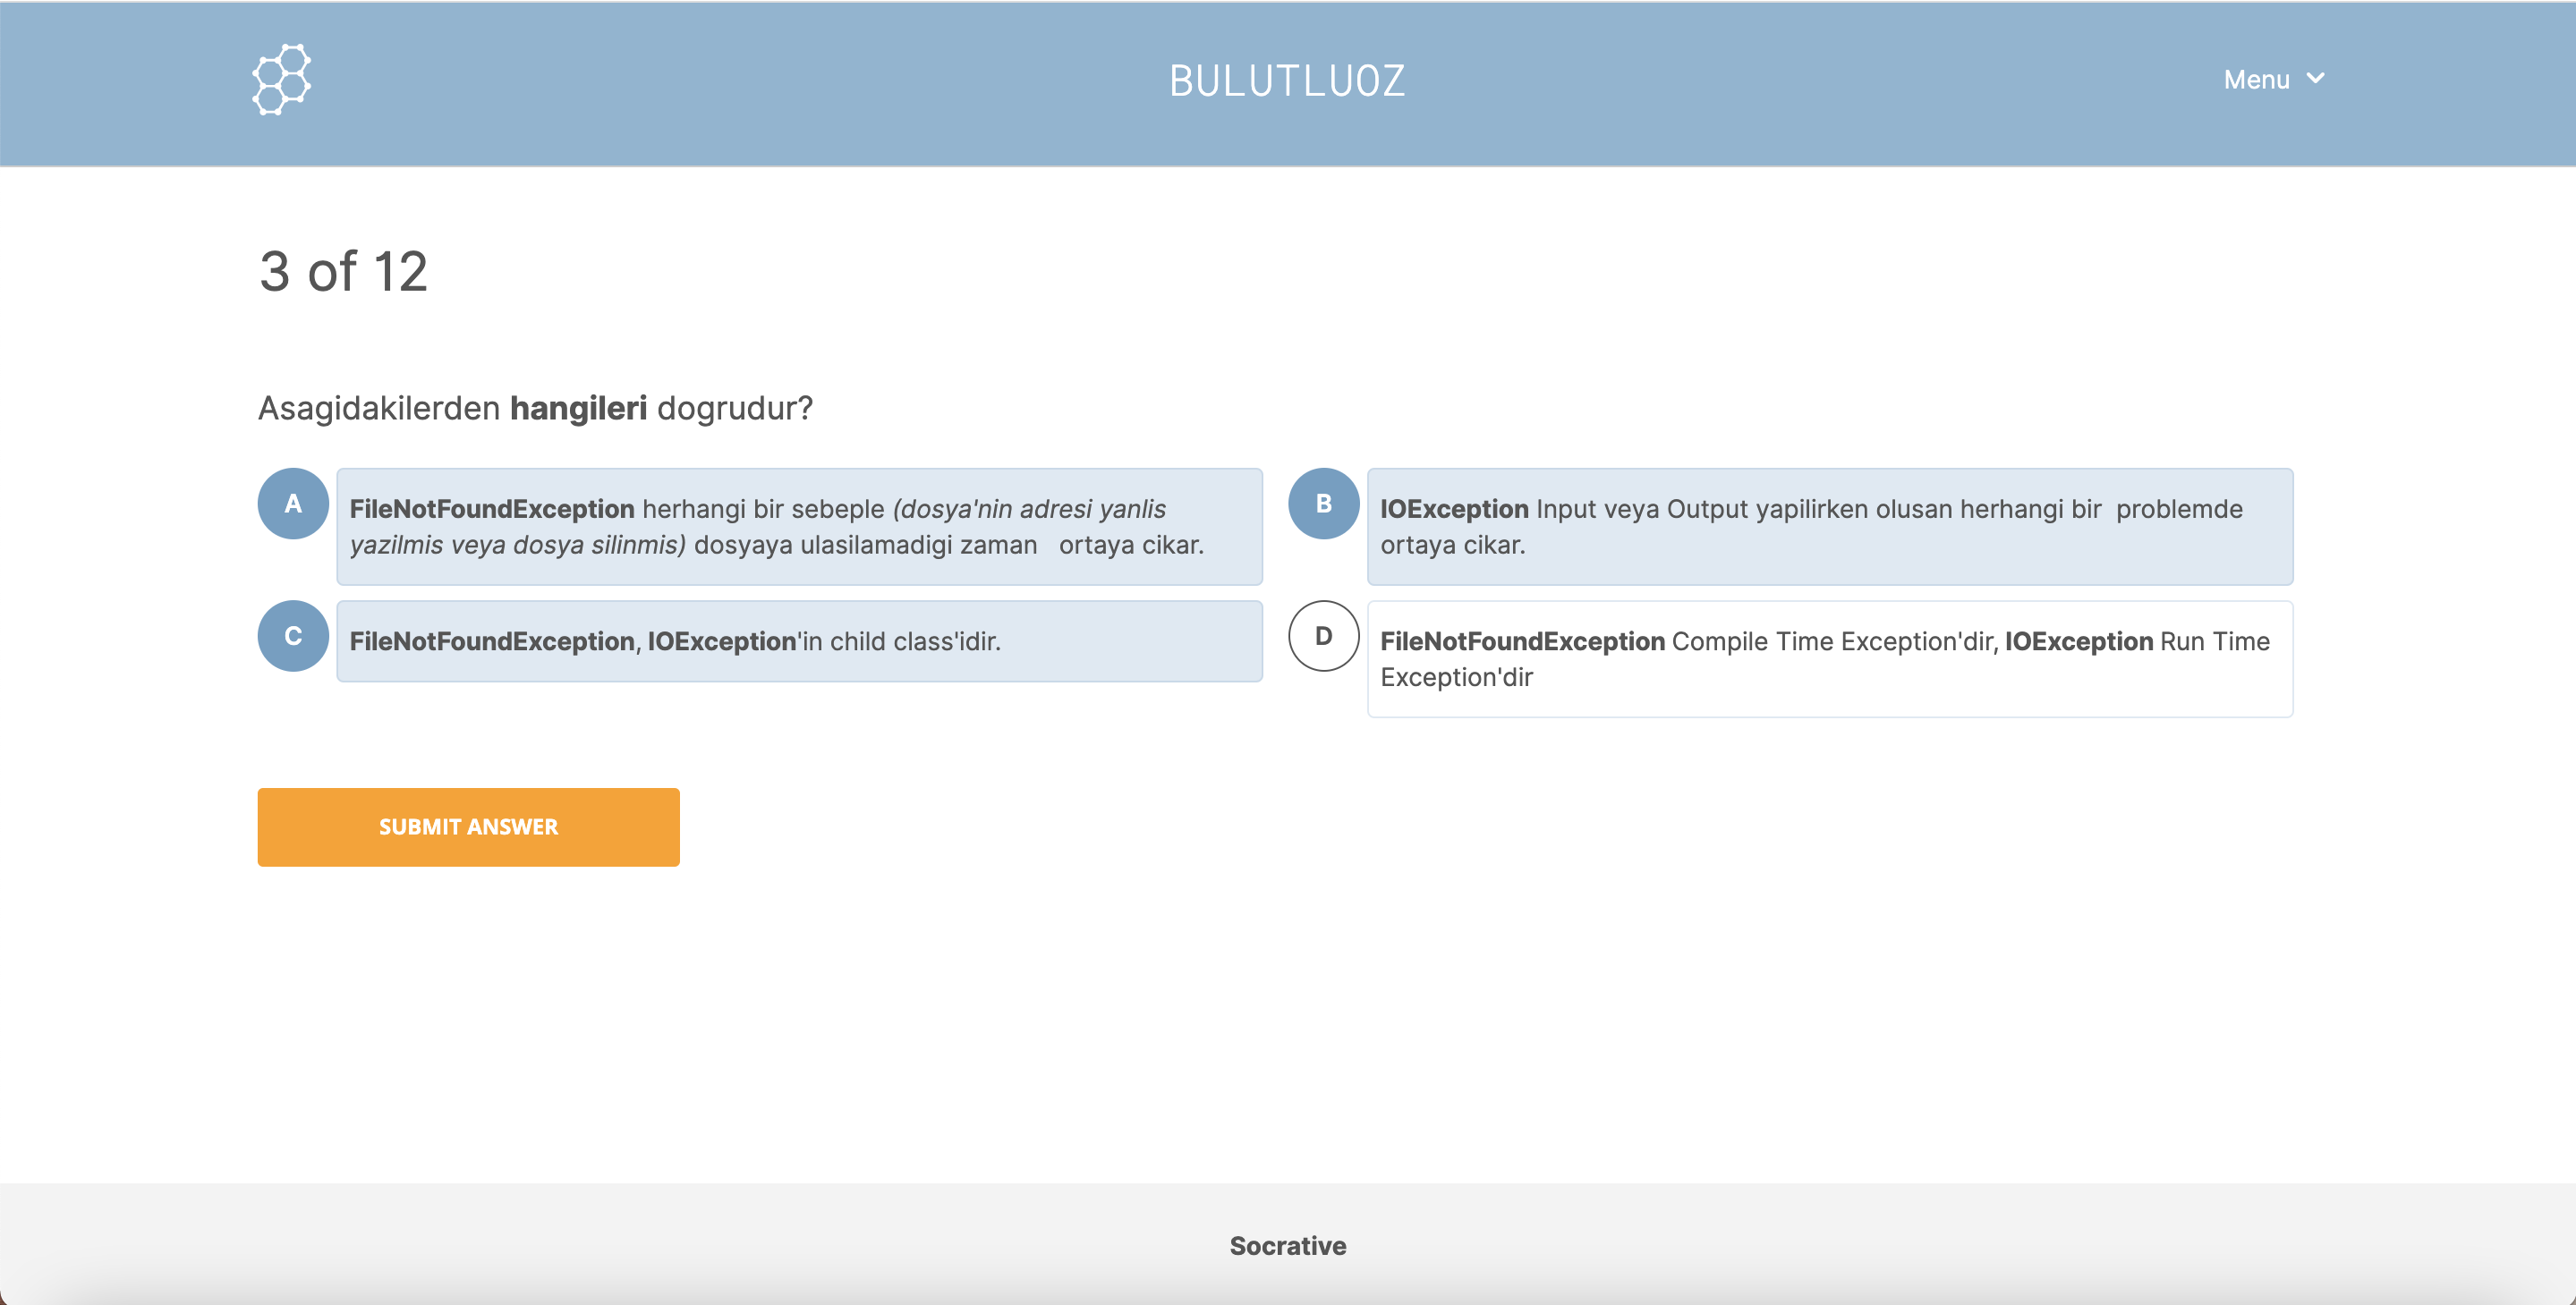 BULUTLUOZ
Menu
3 of 12
Asagidakilerden hangileri dogrudur?
A
FileNotFoundException herhangi bir sebeple (dosya'nin adresi yanlis
yazilmis veya dosya silinmis) dosyaya ulasilamadigi zaman   ortaya cikar.
B
IOException Input veya Output yapilirken olusan herhangi bir  problemde
ortaya cikar.
C
FileNotFoundException, IOException'in child class'idir.
D
FileNotFoundException Compile Time Exception'dir, IOException Run Time
Exception'dir
SUBMIT ANSWER
Socrative